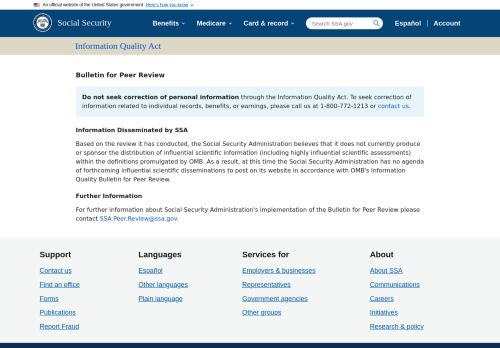 An official website of the United States government Here's how you know
Social Security
Benefits Medicare Card & record
Search SSA.gov
Español Account
Information Quality Act
Bulletin for Peer Review
Do not seek correction of personal information through the Information Quality Act. To seek correction of
information related to individual records, benefits, or earnings, please call us at 1-800-772-1213 or contact us.
Information Disseminated by SSA
Based on the review it has conducted, the Social Security Administration believes that it does not currently produce
or sponsor the distribution of influential scientific information (including highly influential scientific assessments)
within the definitions promulgated by OMB. As a result, at this time the Social Security Administration has no agenda
of forthcoming influential scientific disseminations to post on its website in accordance with OMB's Information
Quality Bulletin for Peer Review.
Further Information
For further information about Social Security Administration's implementation of the Bulletin for Peer Review please
contact SSA.Peer.Review@ssa.gov.
Support
Contact us
Find an office
Forms
Publications
Report Fraud
Languages
Español
Other languages
Plain language
Services for
Employers & businesses
Representatives
Government agencies
Other groups
About
About SSA
Communications
Careers
Initiatives
Research & policy